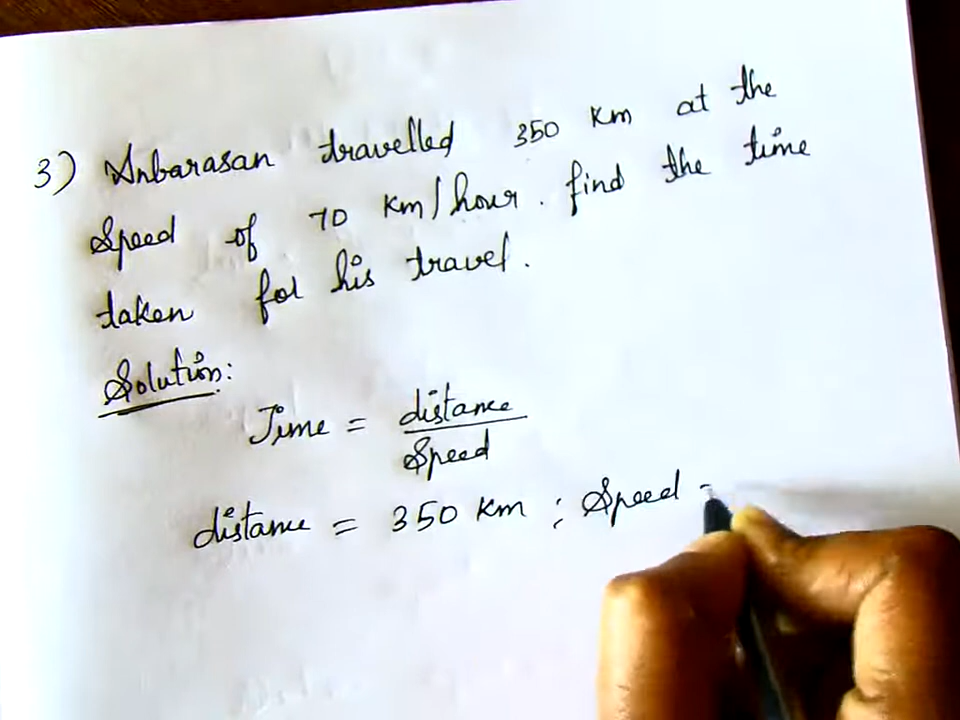 3) Anbarasan travelled 350 km at the
Speed of 70 km/hour. find the time
taken for his travel.
Solution:
Time = distance / Speed
distance = 350 km ; Speed -